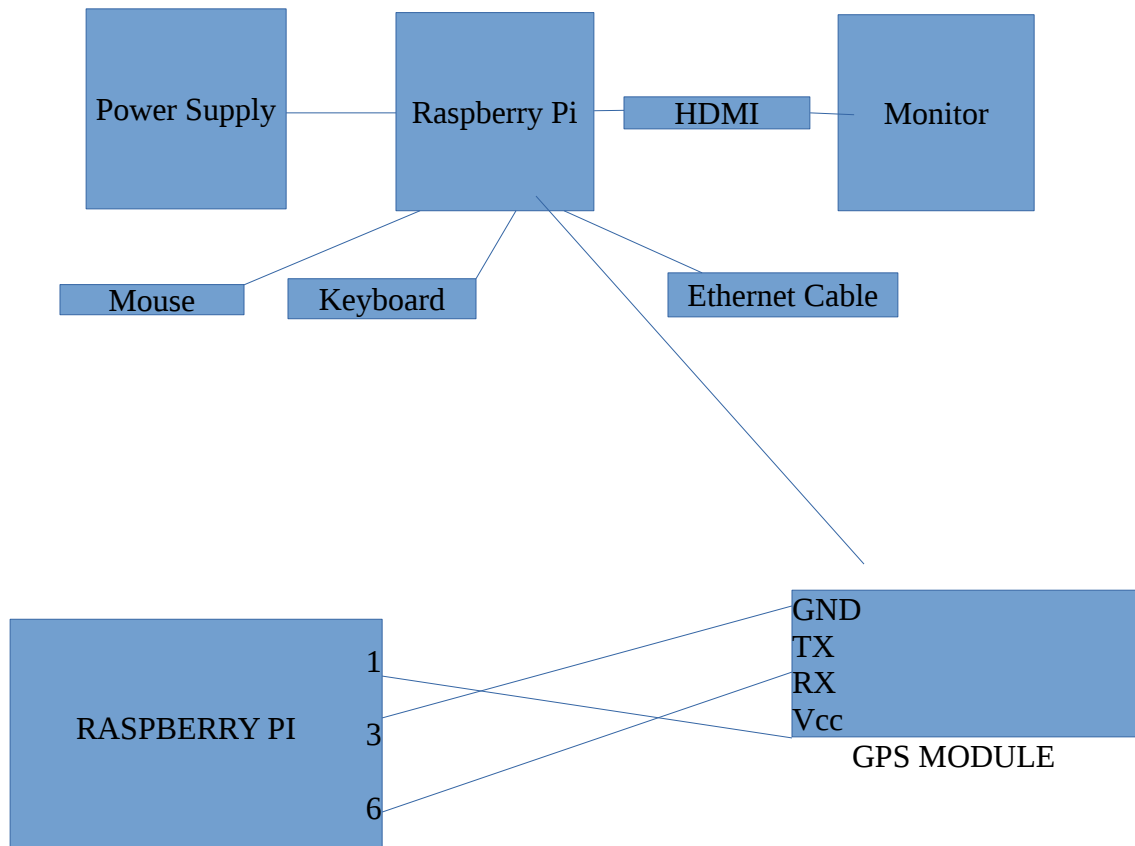 Power Supply
Raspberry Pi
HDMI
Monitor
Mouse
Keyboard
Ethernet Cable
RASPBERRY PI
1
3
6
GND
TX
RX
Vcc
GPS MODULE